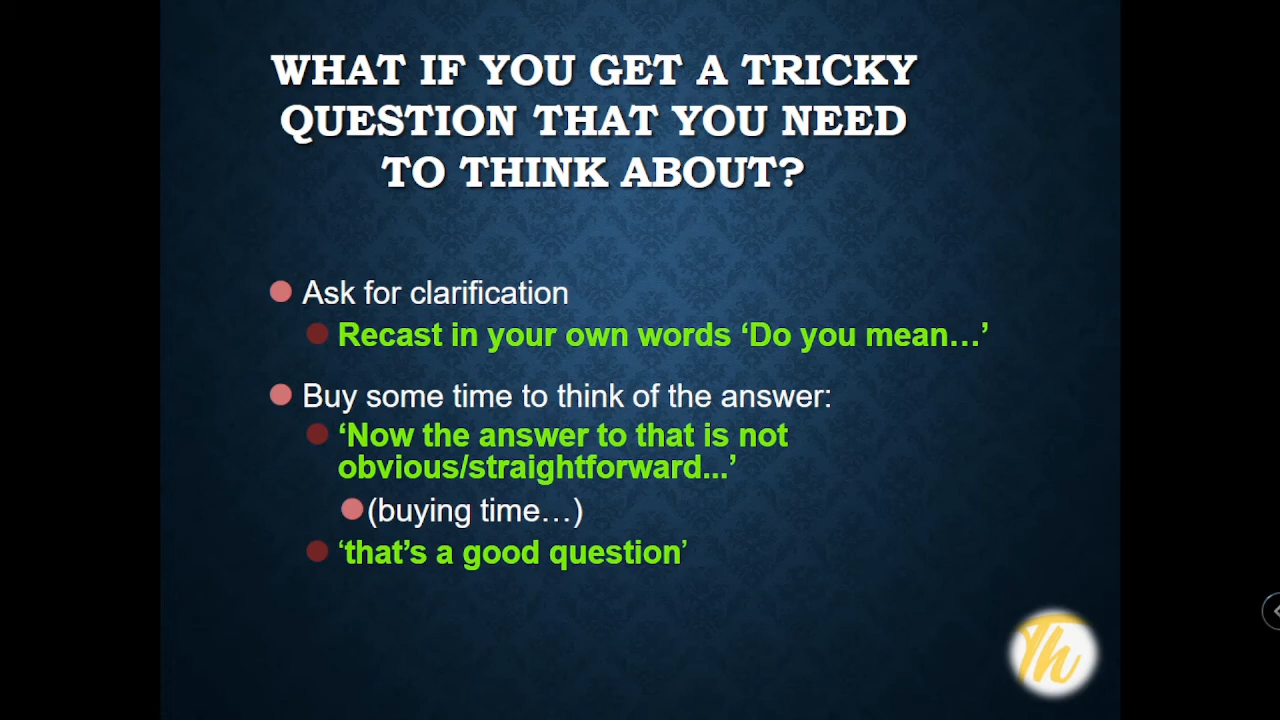 WHAT IF YOU GET A TRICKY
QUESTION THAT YOU NEED
TO THINK ABOUT?
Ask for clarification
Recast in your own words ‘Do you mean…’
Buy some time to think of the answer:
‘Now the answer to that is not
obvious/straightforward...’
(buying time…)
‘that’s a good question’
Th